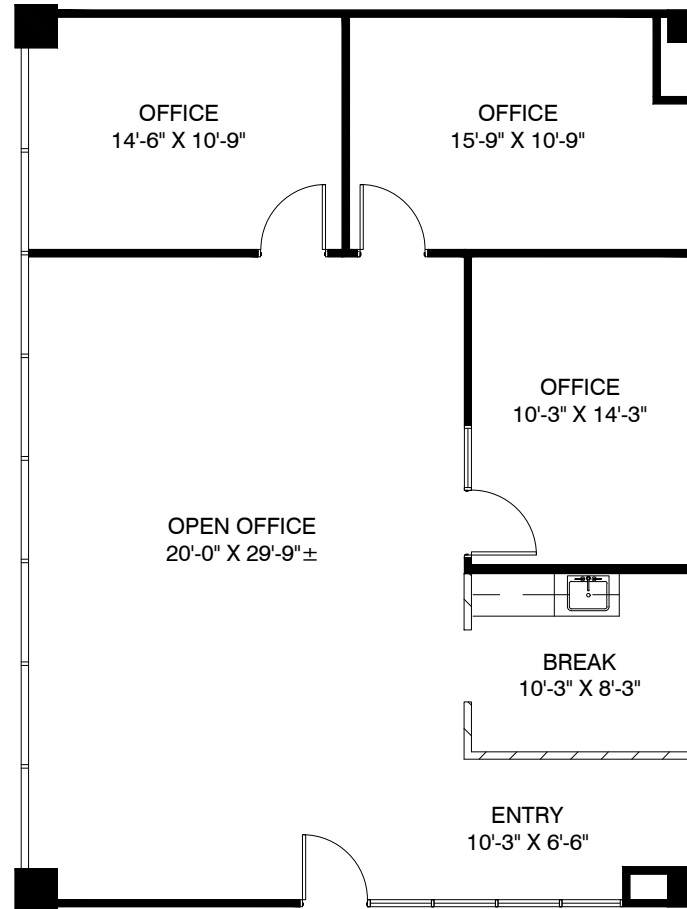 OFFICE
14'-6" X 10'-9"
OFFICE
15'-9" X 10'-9"
OFFICE
10'-3" X 14'-3"
OPEN OFFICE
20'-0" X 29'-9"±
BREAK
10'-3" X 8'-3"
ENTRY
10'-3" X 6'-6"